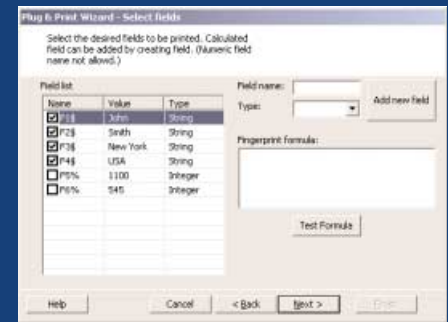 Plug & Print Wizard - Select fields
Select the desired fields to be printed. Calculated
field can be added by creating field. (Numeric field
name not allowd.)
Field list
Name Value Type
F1$ John String
F2$ Smith String
F3$ New York String
F4$ USA String
F5% 1100 Integer
F6% 545 Integer
Field name:
Type:
Add new field
Fingerprint formula:
Test Formula
Help Cancel < Back Next >